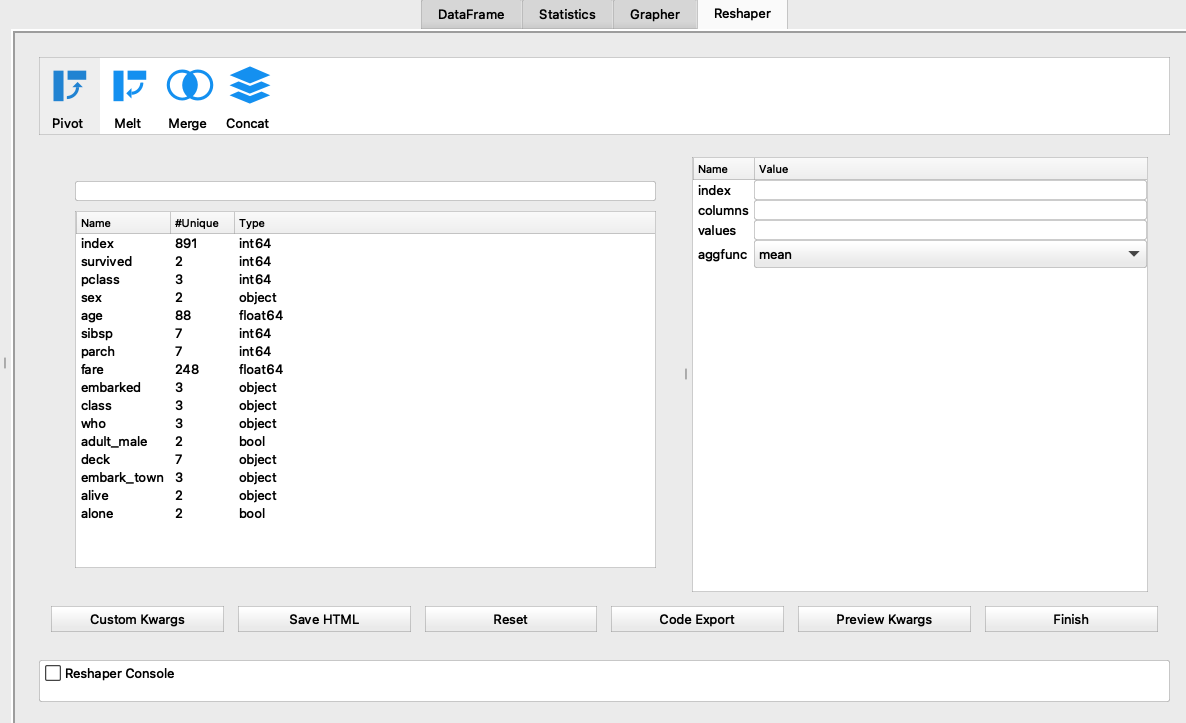 DataFrame Statistics Grapher Reshaper
Pivot Melt Merge Concat
Name #Unique Type
index 891 int64
survived 2 int64
pclass 3 int64
sex 2 object
age 88 float64
sibsp 7 int64
parch 7 int64
fare 248 float64
embarked 3 object
class 3 object
who 3 object
adult_male 2 bool
deck 7 object
embark_town 3 object
alive 2 object
alone 2 bool
Name Value
index
columns
values
aggfunc mean
Custom Kwargs Save HTML Reset Code Export Preview Kwargs Finish
Reshaper Console